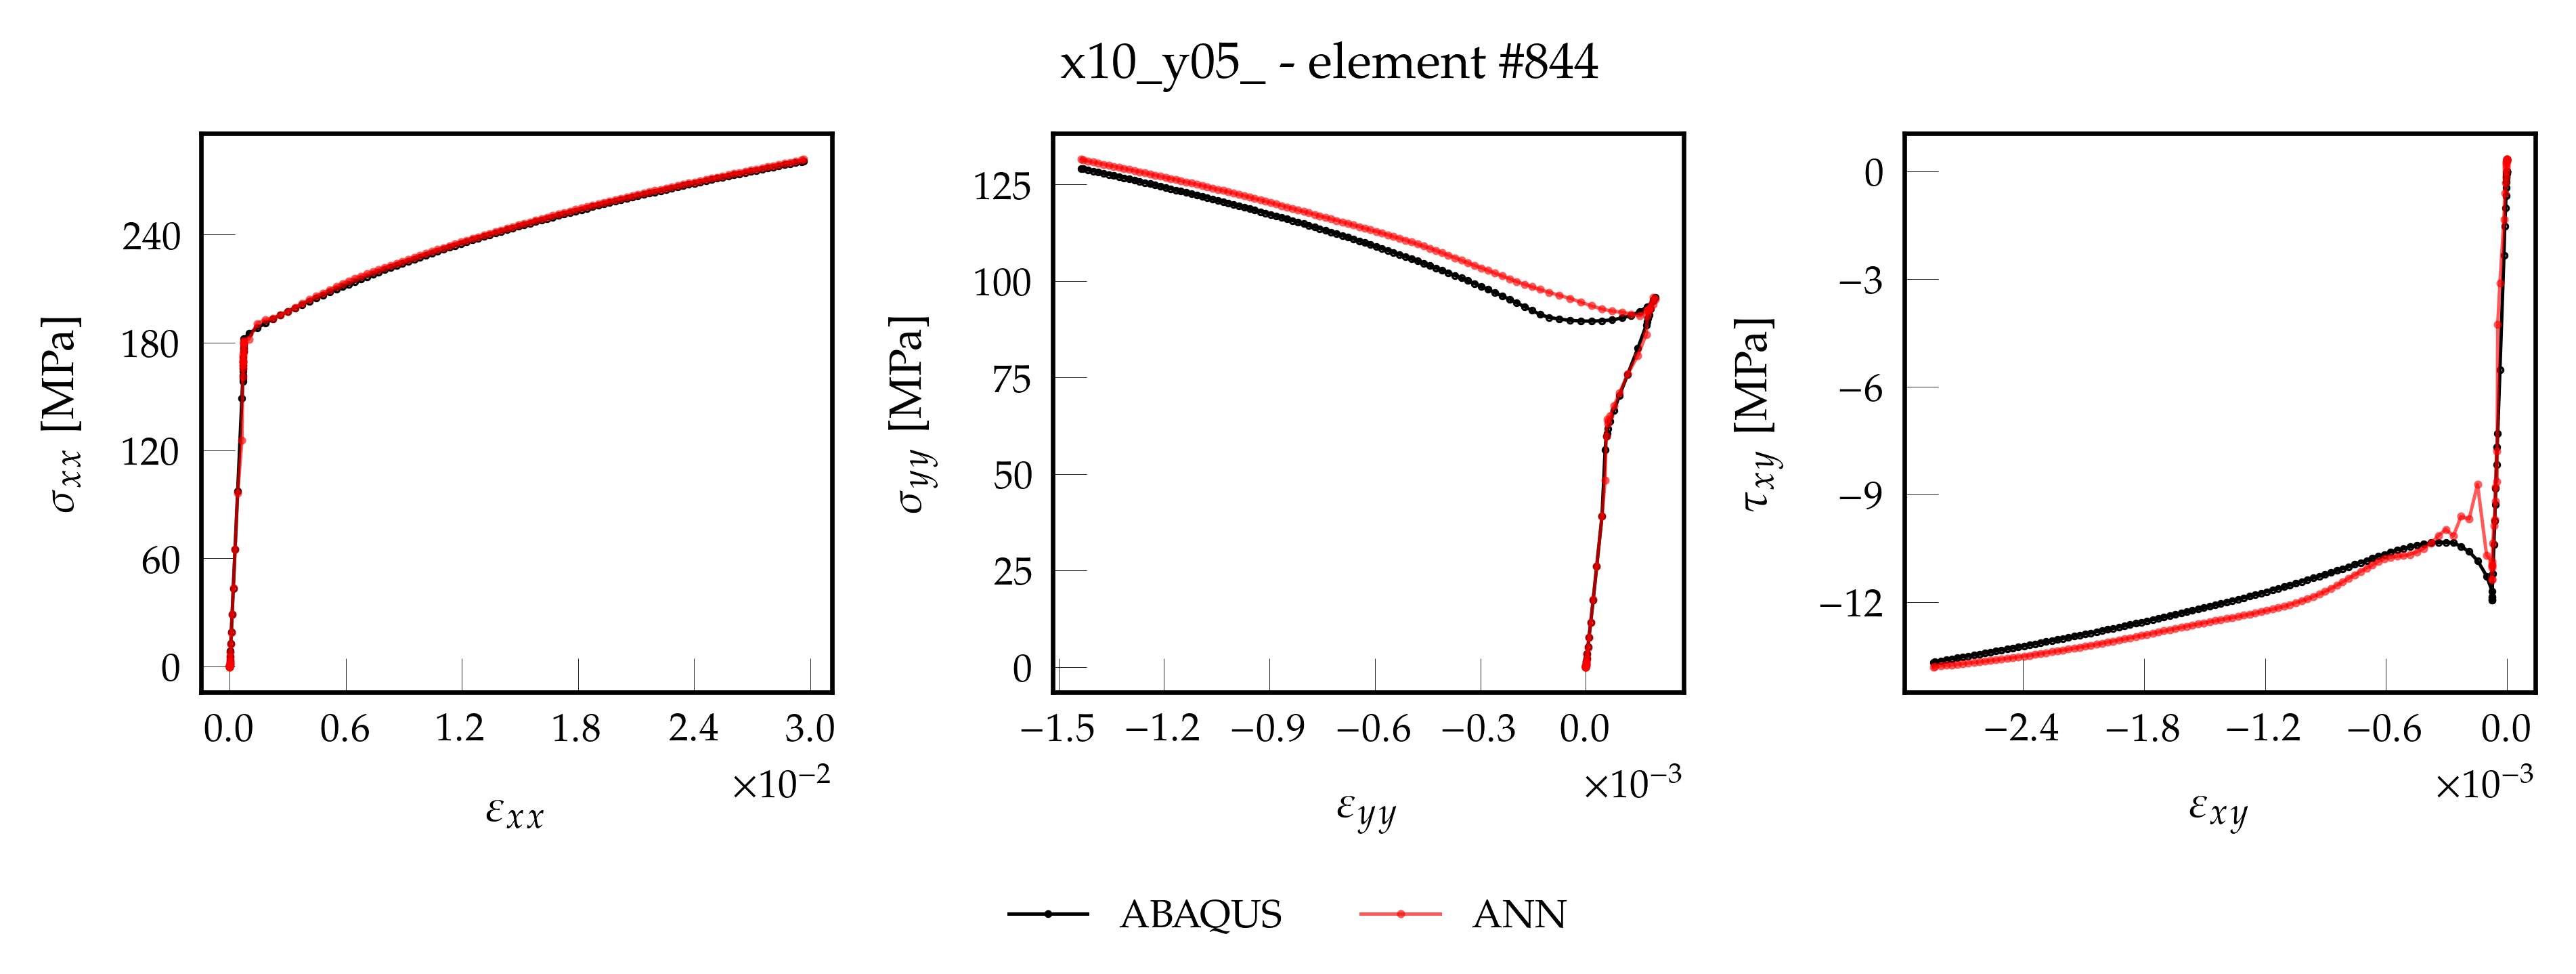 x10_y05_ - element #844
σxx [MPa]
240
180
120
60
0
0.0 0.6 1.2 1.8 2.4 3.0
×10−2
εxx
σyy [MPa]
125
100
75
50
25
0
−1.5 −1.2 −0.9 −0.6 −0.3 0.0
×10−3
εyy
τxy [MPa]
0
−3
−6
−9
−12
−2.4 −1.8 −1.2 −0.6 0.0
×10−3
εxy
ABAQUS ANN